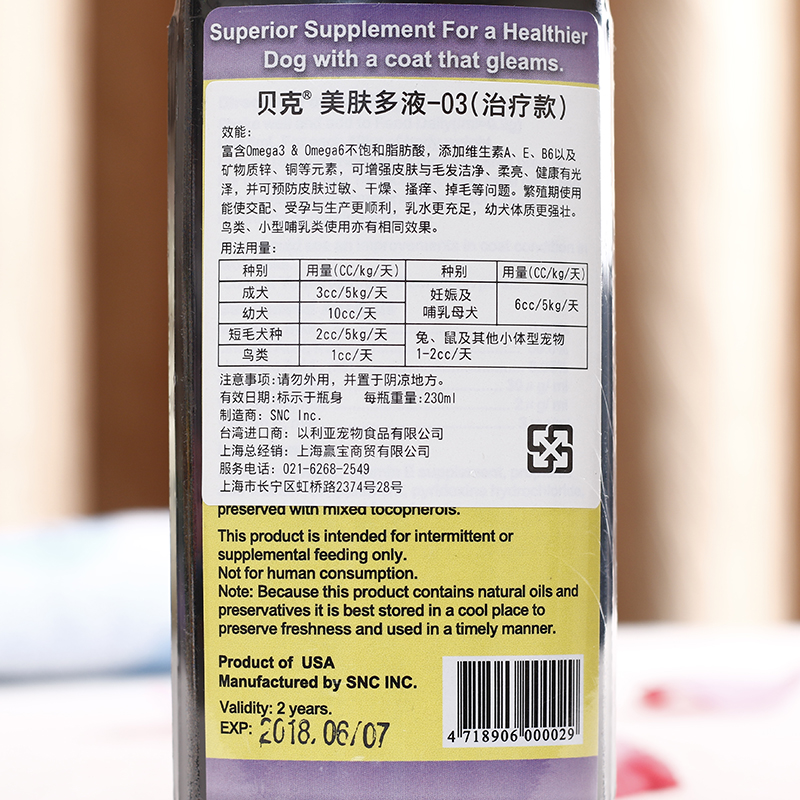 Superior Supplement For a Healthier
Dog with a coat that gleams.
贝克® 美肤多液-03(治疗款)
效能:
富含Omega3 & Omega6不饱和脂肪酸，添加维生素A、E、B6以及
矿物质锌、铜等元素，可增强皮肤与毛发洁净、柔亮、健康有光
泽，并可预防皮肤过敏、干燥、搔痒、掉毛等问题。繁殖期使用
能使交配、受孕与生产更顺利，乳水更充足，幼犬体质更强壮。
鸟类、小型哺乳类使用亦有相同效果。
用法用量:
种别 用量(CC/kg/天) 种别 用量(CC/kg/天)
成犬 3cc/5kg/天 妊娠及哺乳母犬 6cc/5kg/天
幼犬 10cc/天
短毛犬种 2cc/5kg/天 兔、鼠及其他小体型宠物
鸟类 1cc/天 1-2cc/天
注意事项:请勿外用，并置于阴凉地方。
有效日期:标示于瓶身 每瓶重量:230ml
制造商: SNC Inc.
台湾进口商: 以利亚宠物食品有限公司
上海总经销: 上海赢宝商贸有限公司
服务电话: 021-6268-2549
上海市长宁区虹桥路2374号28号
preserved with mixed tocopherols.
This product is intended for intermittent or
supplemental feeding only.
Not for human consumption.
Note: Because this product contains natural oils and
preservatives it is best stored in a cool place to
preserve freshness and used in a timely manner.
Product of USA
Manufactured by SNC INC.
Validity: 2 years.
EXP: 2018.06/07
4 718906 000029